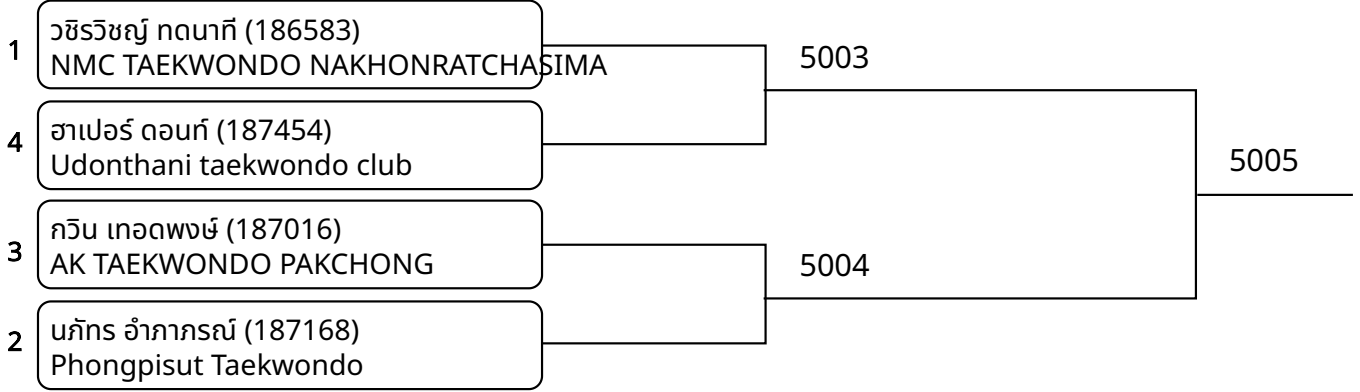 1
วชิรวิชญ์ ทดนาที (186583)
NMC TAEKWONDO NAKHONRATCHASIMA
5003
4
ฮาเปอร์ ดอนท์ (187454)
Udonthani taekwondo club
5005
3
กวิน เทอดพงษ์ (187016)
AK TAEKWONDO PAKCHONG
5004
2
นภัทร อำภาภรณ์ (187168)
Phongpisut Taekwondo